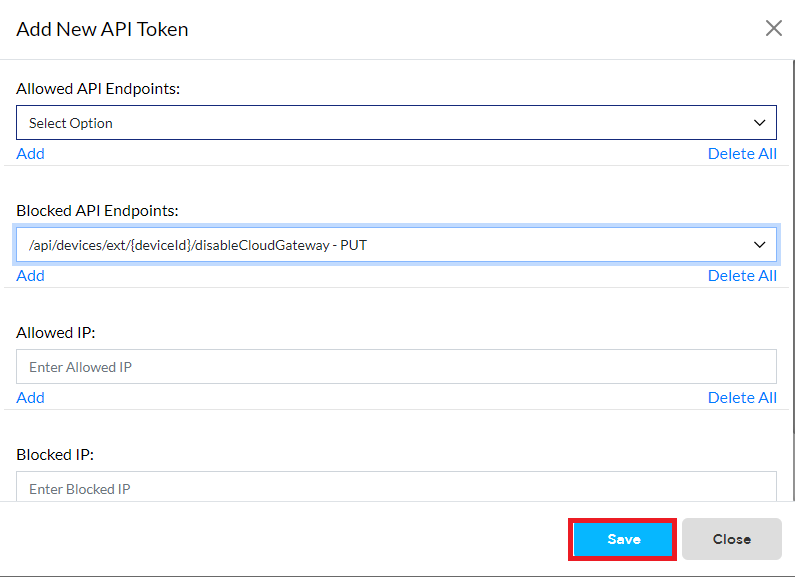 Add New API Token
Allowed API Endpoints:
Select Option
Add Delete All
Blocked API Endpoints:
/api/devices/ext/{deviceId}/disableCloudGateway - PUT
Add Delete All
Allowed IP:
Enter Allowed IP
Add Delete All
Blocked IP:
Enter Blocked IP
Save Close